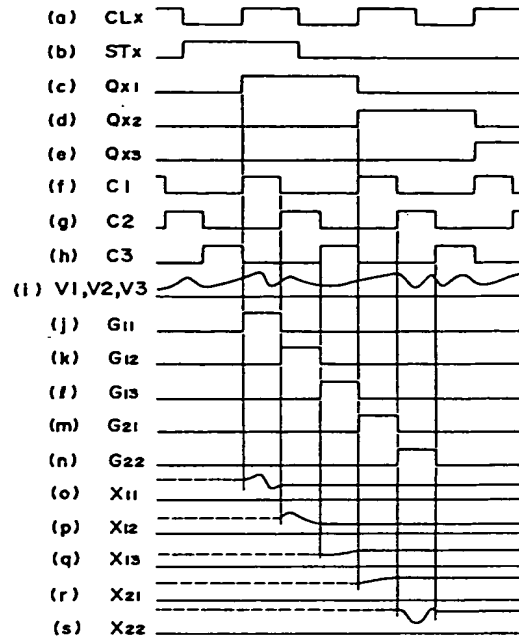 (a) CLx
(b) STx
(c) Qx1
(d) Qx2
(e) Qx3
(f) C1
(g) C2
(h) C3
(i) V1,V2,V3
(j) G11
(k) G12
(ℓ) G13
(m) G21
(n) G22
(o) X11
(p) X12
(q) X13
(r) X21
(s) X22